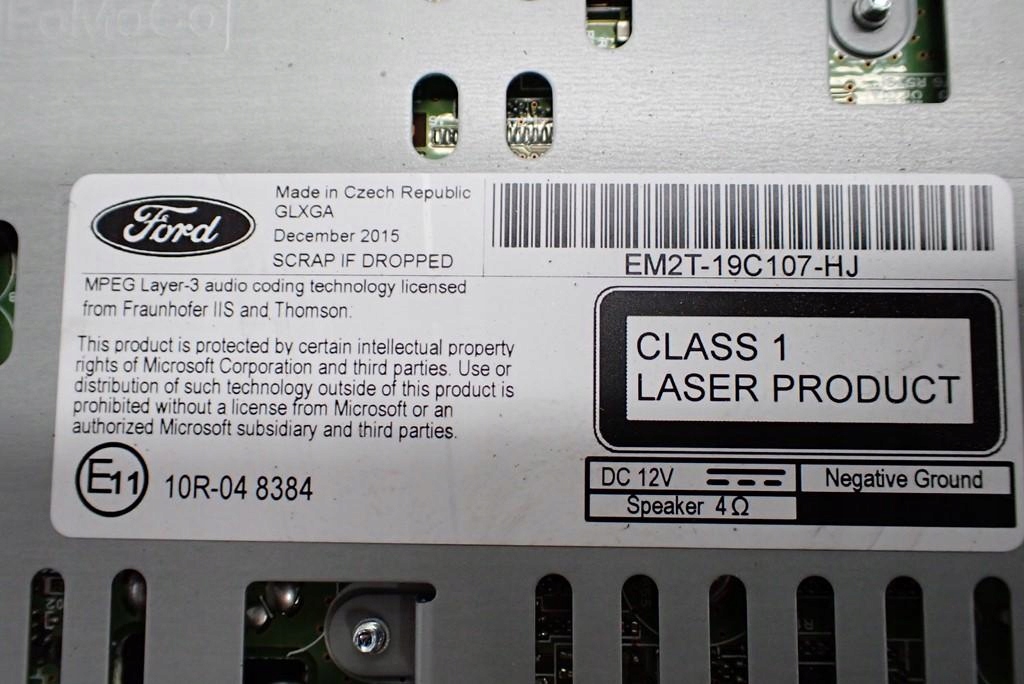 FoMoCo
Ford
Made in Czech Republic
GLXGA
December 2015
SCRAP IF DROPPED
EM2T-19C107-HJ
MPEG Layer-3 audio coding technology licensed
from Fraunhofer IIS and Thomson.
This product is protected by certain intellectual property
rights of Microsoft Corporation and third parties. Use or
distribution of such technology outside of this product is
prohibited without a license from Microsoft or an
authorized Microsoft subsidiary and third parties.
CLASS 1
LASER PRODUCT
E11 10R-04 8384
DC 12V
Negative Ground
Speaker 4Ω